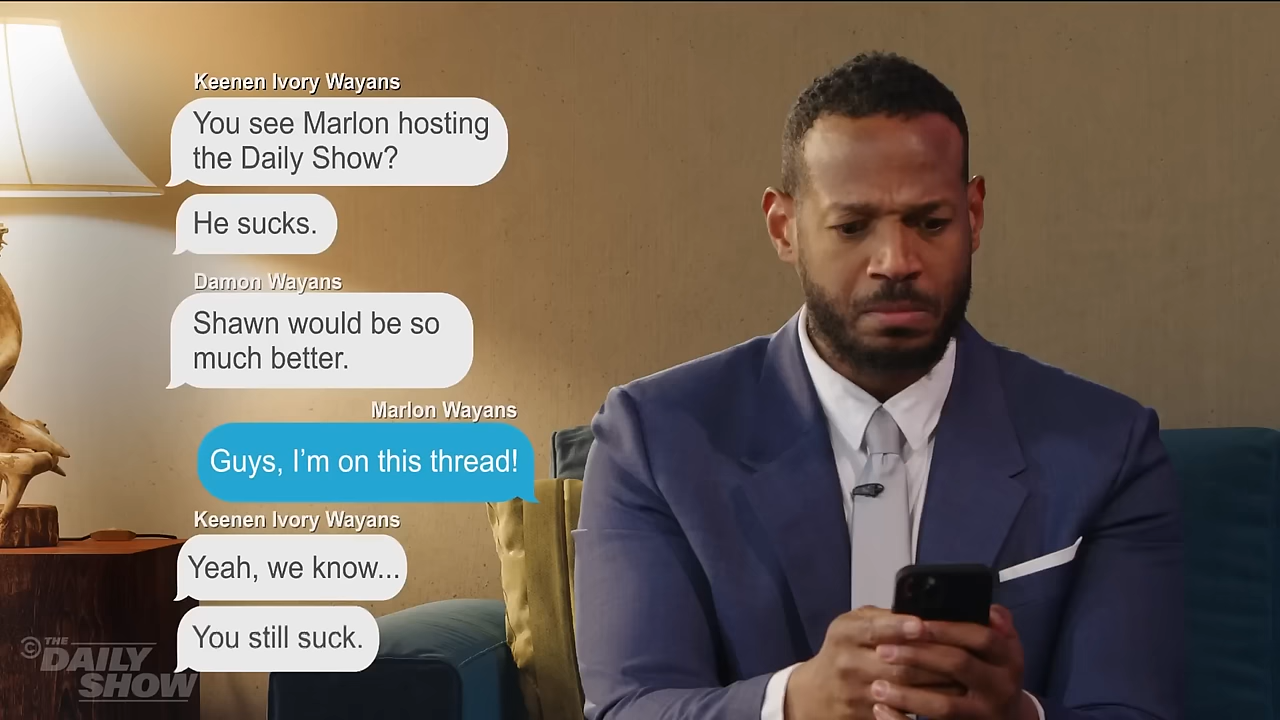 Keenen Ivory Wayans
You see Marlon hosting
the Daily Show?
He sucks.
Damon Wayans
Shawn would be so
much better.
Marlon Wayans
Guys, I'm on this thread!
Keenen Ivory Wayans
Yeah, we know...
You still suck.
©THE
DAILY
SHOW